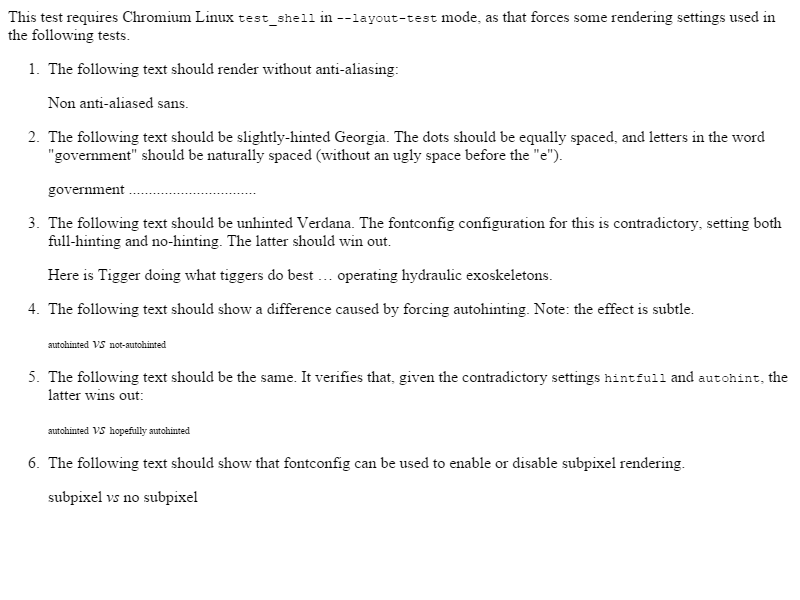 This test requires Chromium Linux test_shell in --layout-test mode, as that forces some rendering settings used in
the following tests.
1. The following text should render without anti-aliasing:
Non anti-aliased sans.
2. The following text should be slightly-hinted Georgia. The dots should be equally spaced, and letters in the word
"government" should be naturally spaced (without an ugly space before the "e").
government ................................
3. The following text should be unhinted Verdana. The fontconfig configuration for this is contradictory, setting both
full-hinting and no-hinting. The latter should win out.
Here is Tigger doing what tiggers do best … operating hydraulic exoskeletons.
4. The following text should show a difference caused by forcing autohinting. Note: the effect is subtle.
autohinted VS not-autohinted
5. The following text should be the same. It verifies that, given the contradictory settings hintfull and autohint, the
latter wins out:
autohinted VS hopefully autohinted
6. The following text should show that fontconfig can be used to enable or disable subpixel rendering.
subpixel vs no subpixel